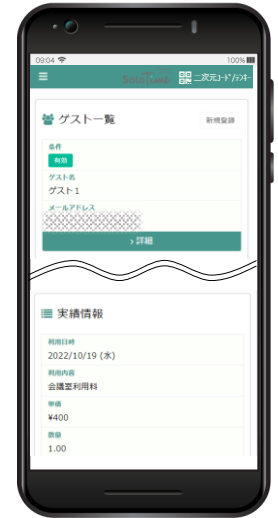 09:04 100%
SoloTime 二次元コードリンク
ゲスト一覧 新規登録
条件
有効
ゲスト名
ゲスト1
メールアドレス
› 詳細
実績情報
利用日時
2022/10/19 (水)
利用内容
会議室利用料
単価
¥400
数量
1.00